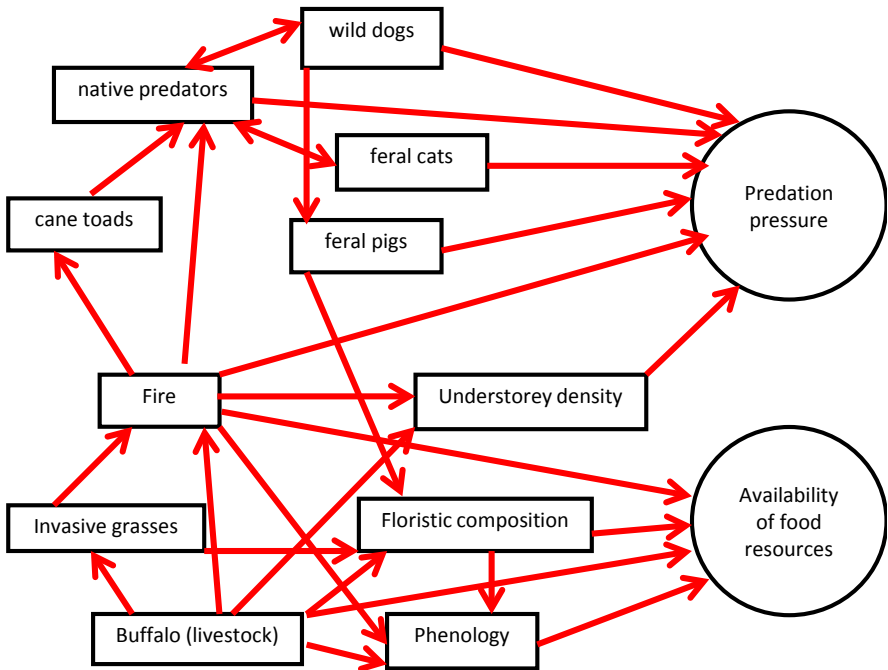 wild dogs
native predators
feral cats
Predation
pressure
cane toads
feral pigs
Fire
Understorey density
Invasive grasses
Floristic composition
Availability
of food
resources
Buffalo (livestock)
Phenology